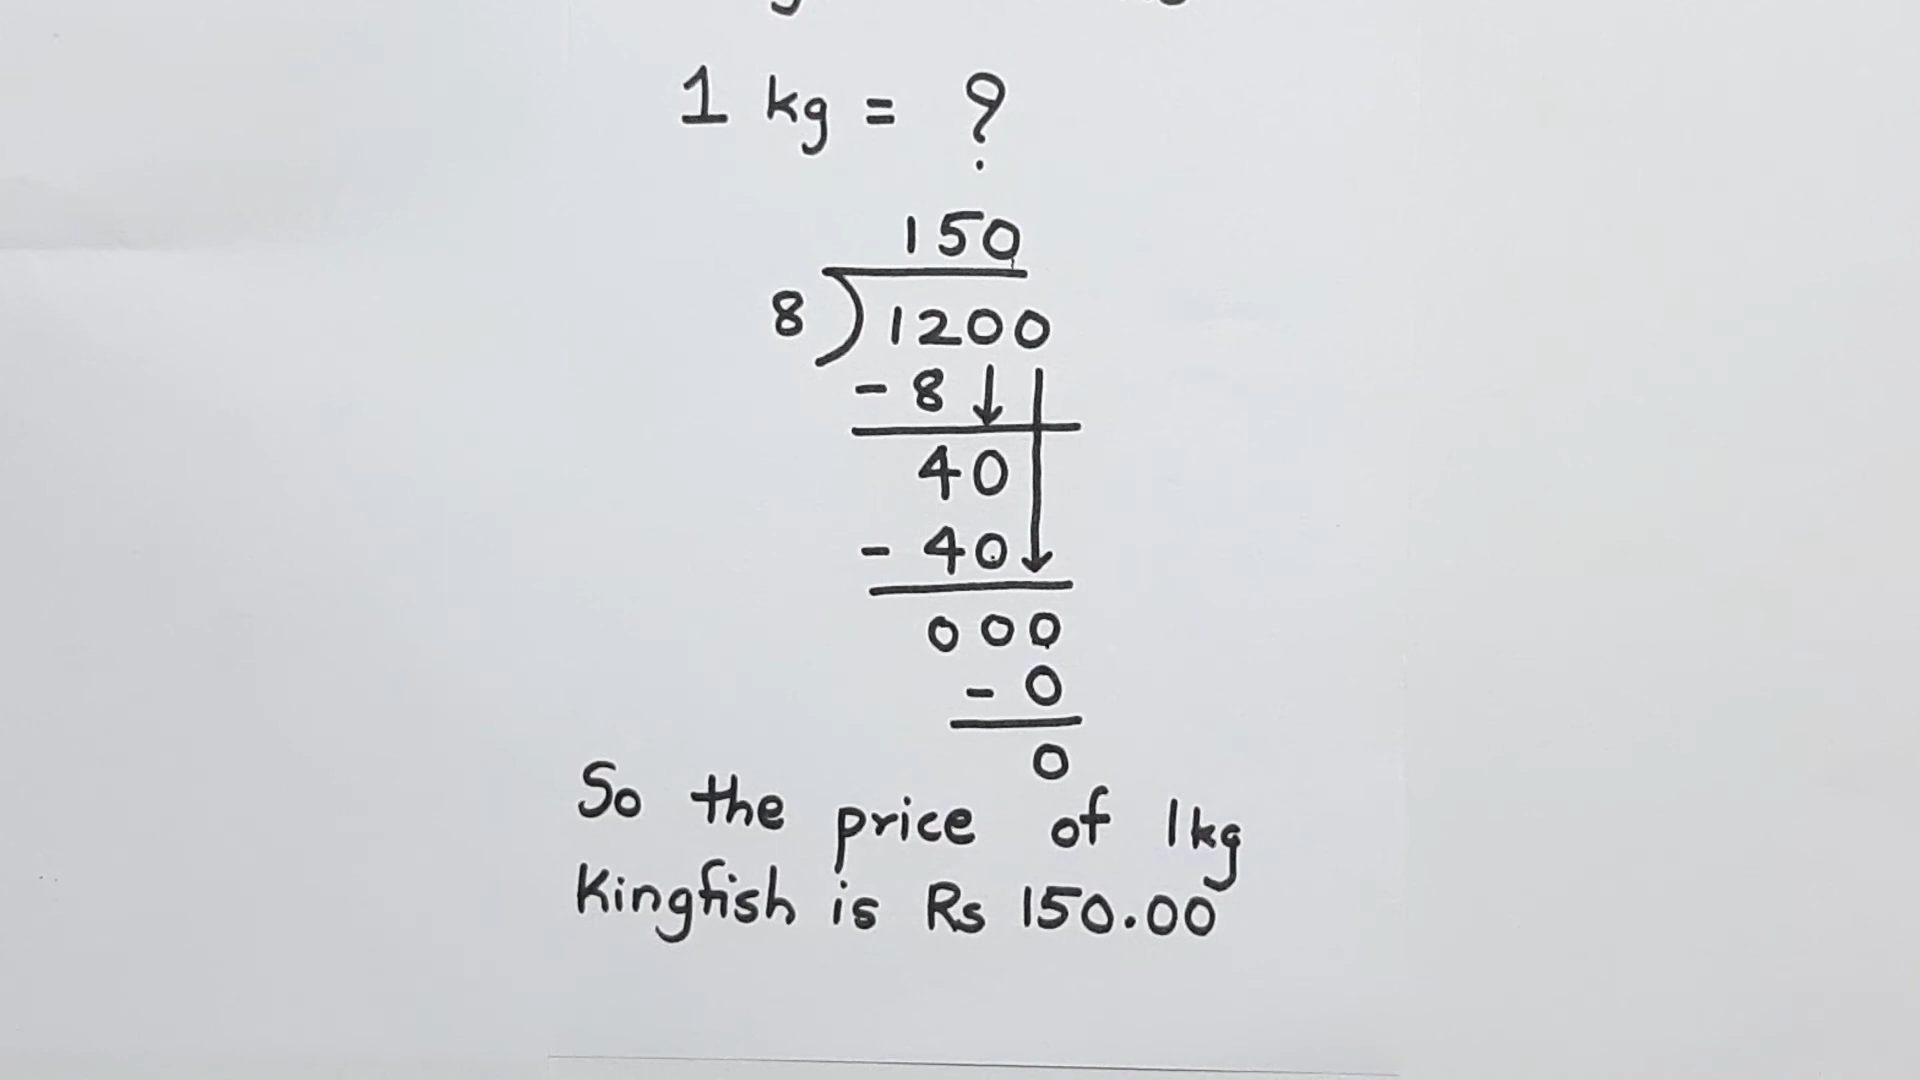 1 kg = ?
150
8 ) 1200
- 8 ↓
40
- 40 ↓
000
- 0
0
So the price of 1kg
Kingfish is Rs 150.00